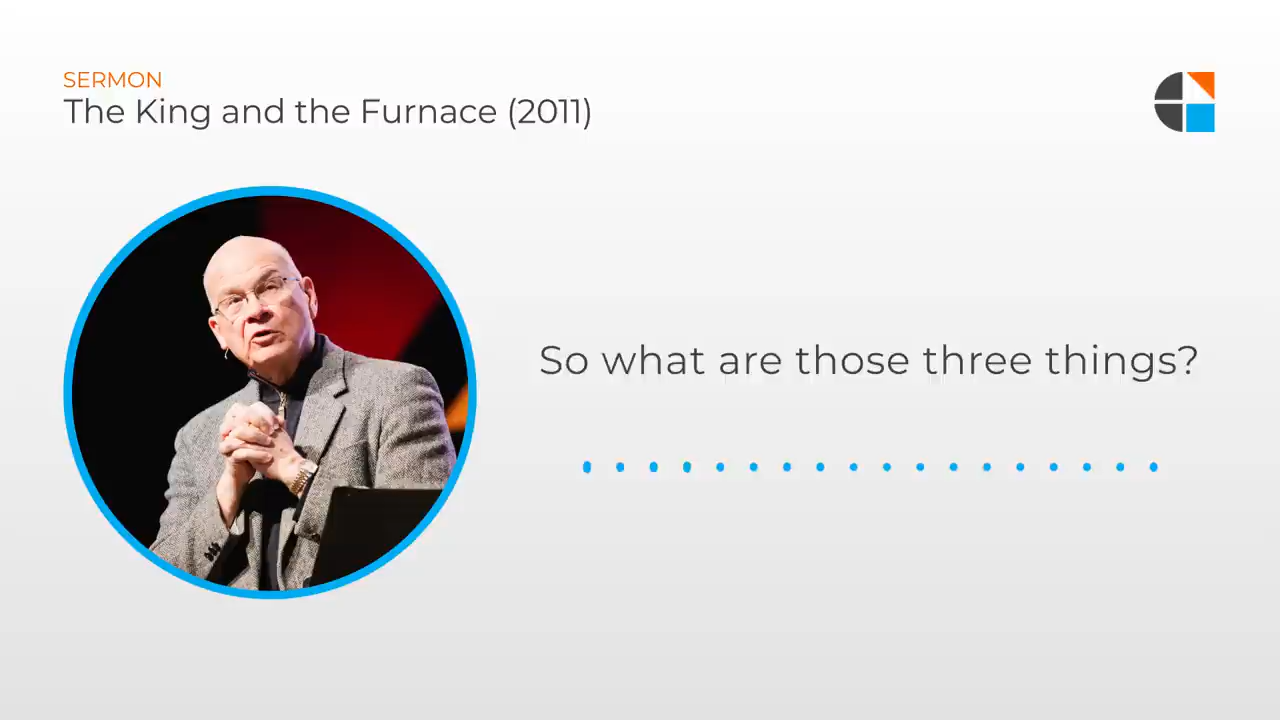 SERMON
The King and the Furnace (2011)
So what are those three things?